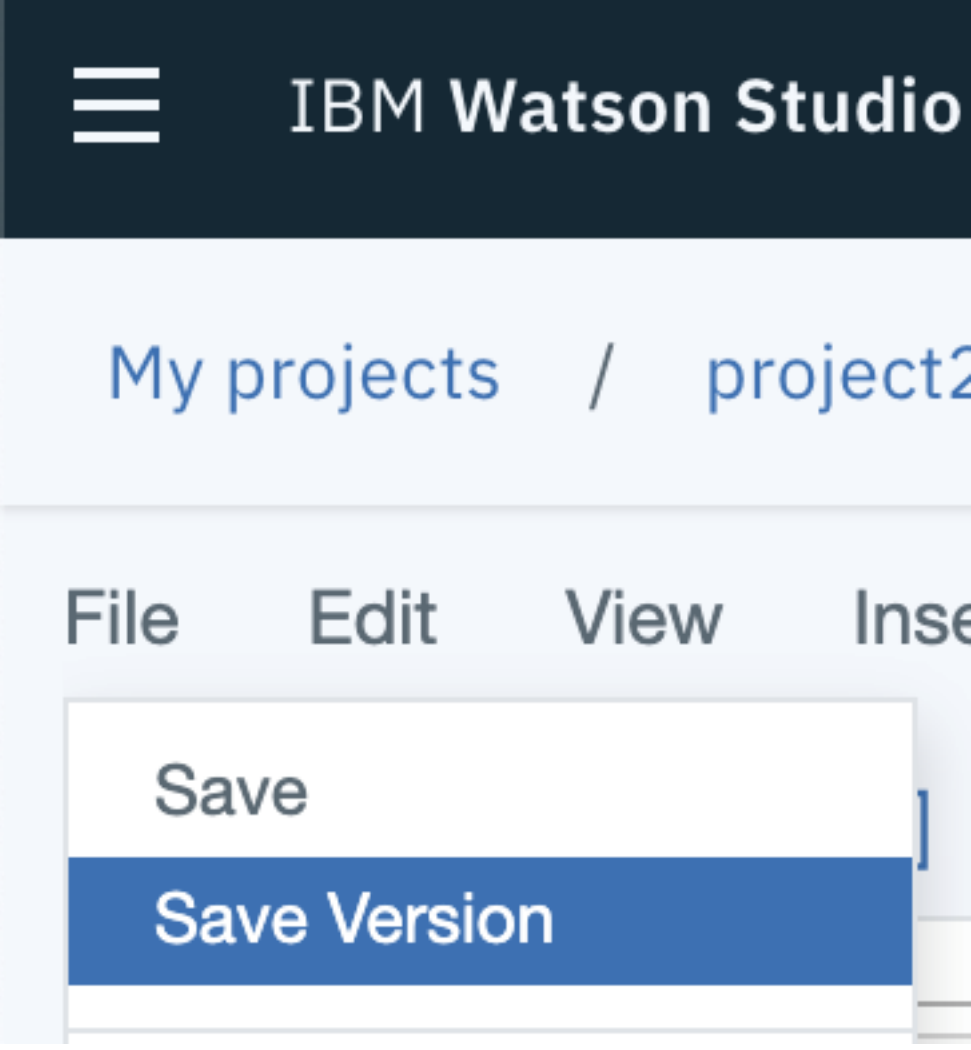 IBM Watson Studio
My projects / project2
File Edit View Inse
Save
Save Version